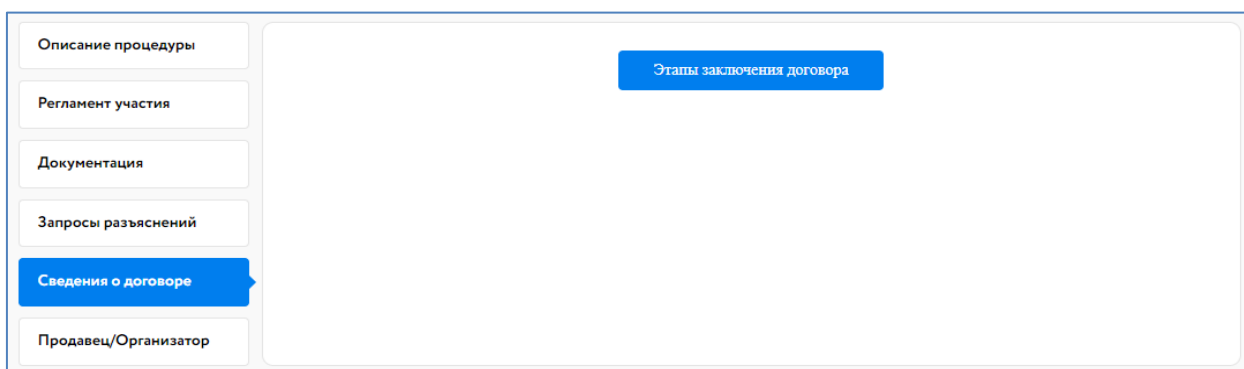 Описание процедуры
Этапы заключения договора
Регламент участия
Документация
Запросы разъяснений
Сведения о договоре
Продавец/Организатор